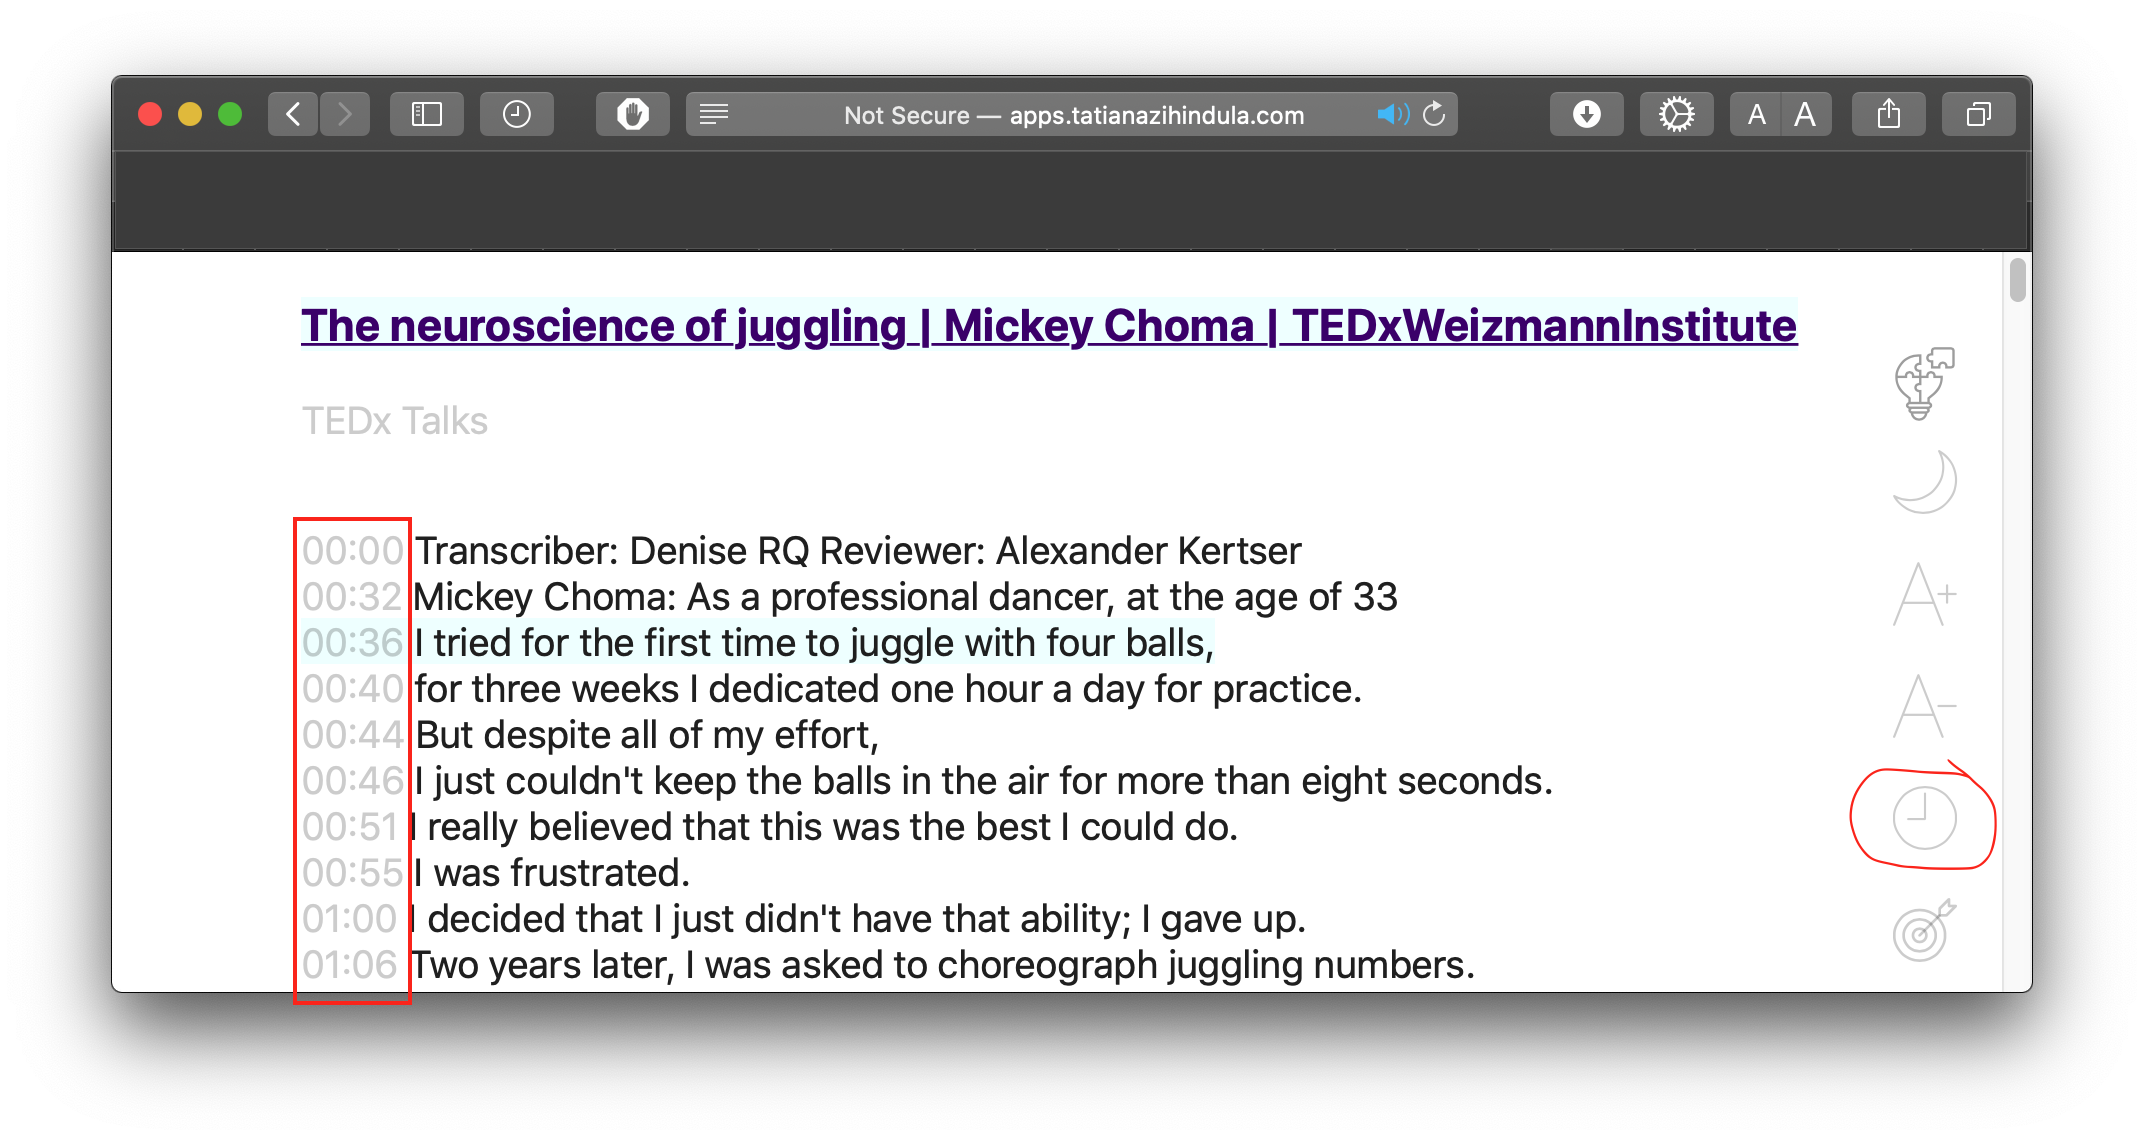 Not Secure — apps.tatianazihindula.com
A A
The neuroscience of juggling | Mickey Choma | TEDxWeizmannInstitute
TEDx Talks
00:00 Transcriber: Denise RQ Reviewer: Alexander Kertser
00:32 Mickey Choma: As a professional dancer, at the age of 33
00:36 I tried for the first time to juggle with four balls,
A+
00:40 for three weeks I dedicated one hour a day for practice.
A-
00:44 But despite all of my effort,
00:46 I just couldn't keep the balls in the air for more than eight seconds.
00:51 I really believed that this was the best I could do.
00:55 I was frustrated.
01:00 I decided that I just didn't have that ability; I gave up.
01:06 Two years later, I was asked to choreograph juggling numbers.